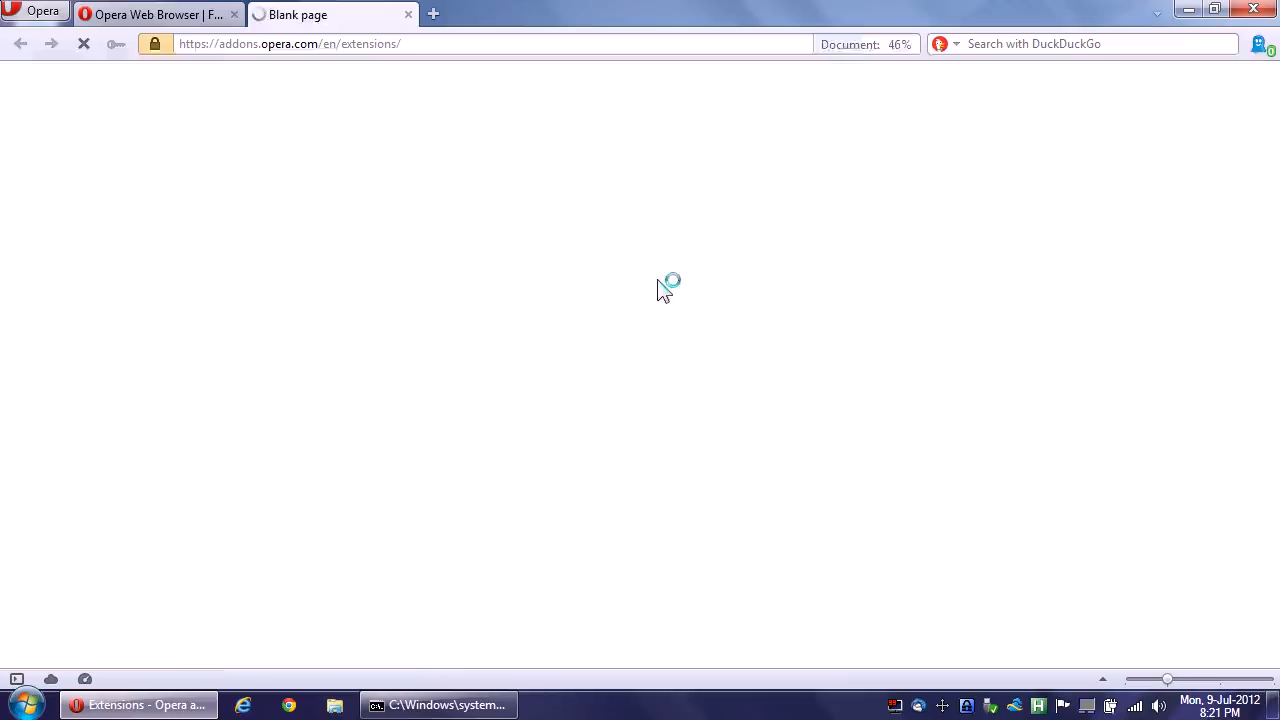 Opera
Opera Web Browser | F...
Blank page
https://addons.opera.com/en/extensions/
Document: 46%
Search with DuckDuckGo
0
Extensions - Opera a...
C:\Windows\system...
H
Mon, 9-Jul-2012
8:21 PM